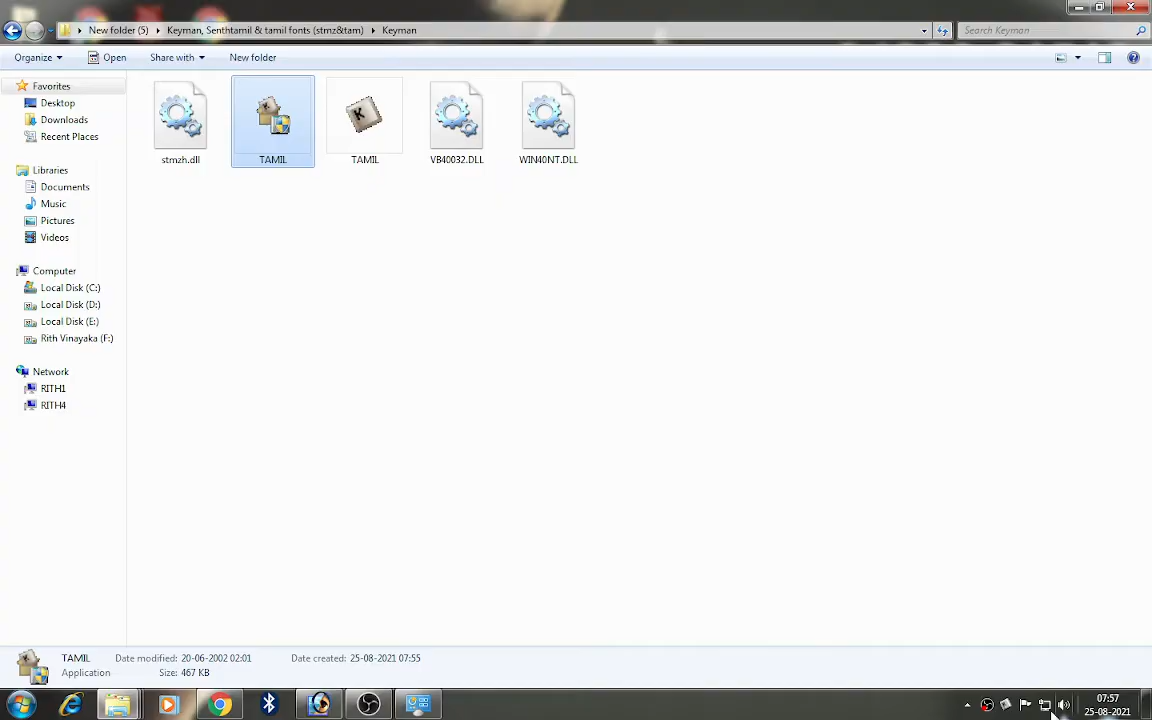 New folder (5) Keyman, Senthtamil & tamil fonts (stmz&tam) Keyman
Search Keyman
Organize Open Share with New folder
Favorites
Desktop
Downloads
Recent Places
Libraries
Documents
Music
Pictures
Videos
Computer
Local Disk (C:)
Local Disk (D:)
Local Disk (E:)
Rith Vinayaka (F:)
Network
RITH1
RITH4
stmzh.dll TAMIL TAMIL VB40032.DLL WIN40NT.DLL
K
TAMIL Date modified: 20-06-2002 02:01 Date created: 25-08-2021 07:55
Application Size: 467 KB
07:57
25-08-2021